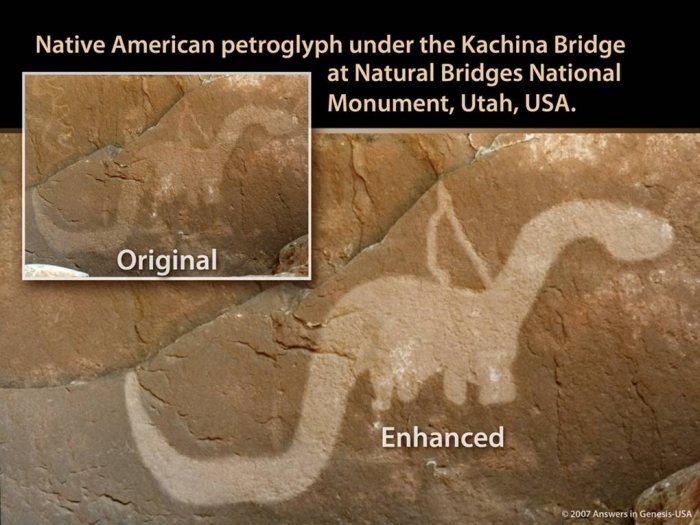 Native American petroglyph under the Kachina Bridge
at Natural Bridges National
Monument, Utah, USA.
Original
Enhanced
© 2007 Answers in Genesis-USA